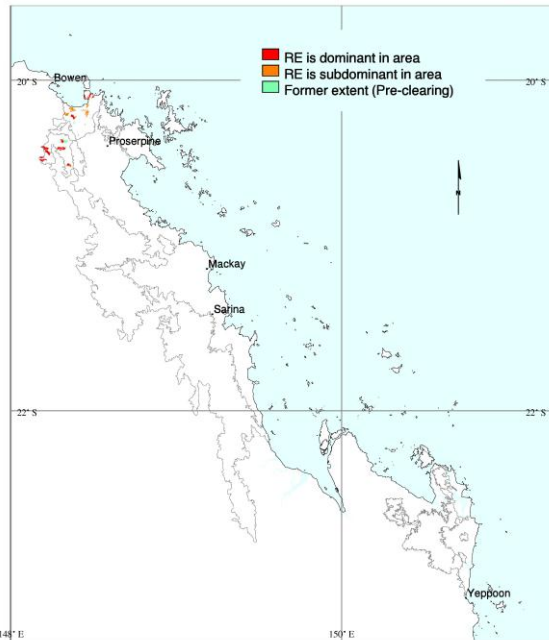 RE is dominant in area
RE is subdominant in area
Former extent (Pre-clearing)
Bowen
20° S
20° S
Proserpine
N
Mackay
Sarina
22° S
22° S
Yeppoon
148° E
150° E